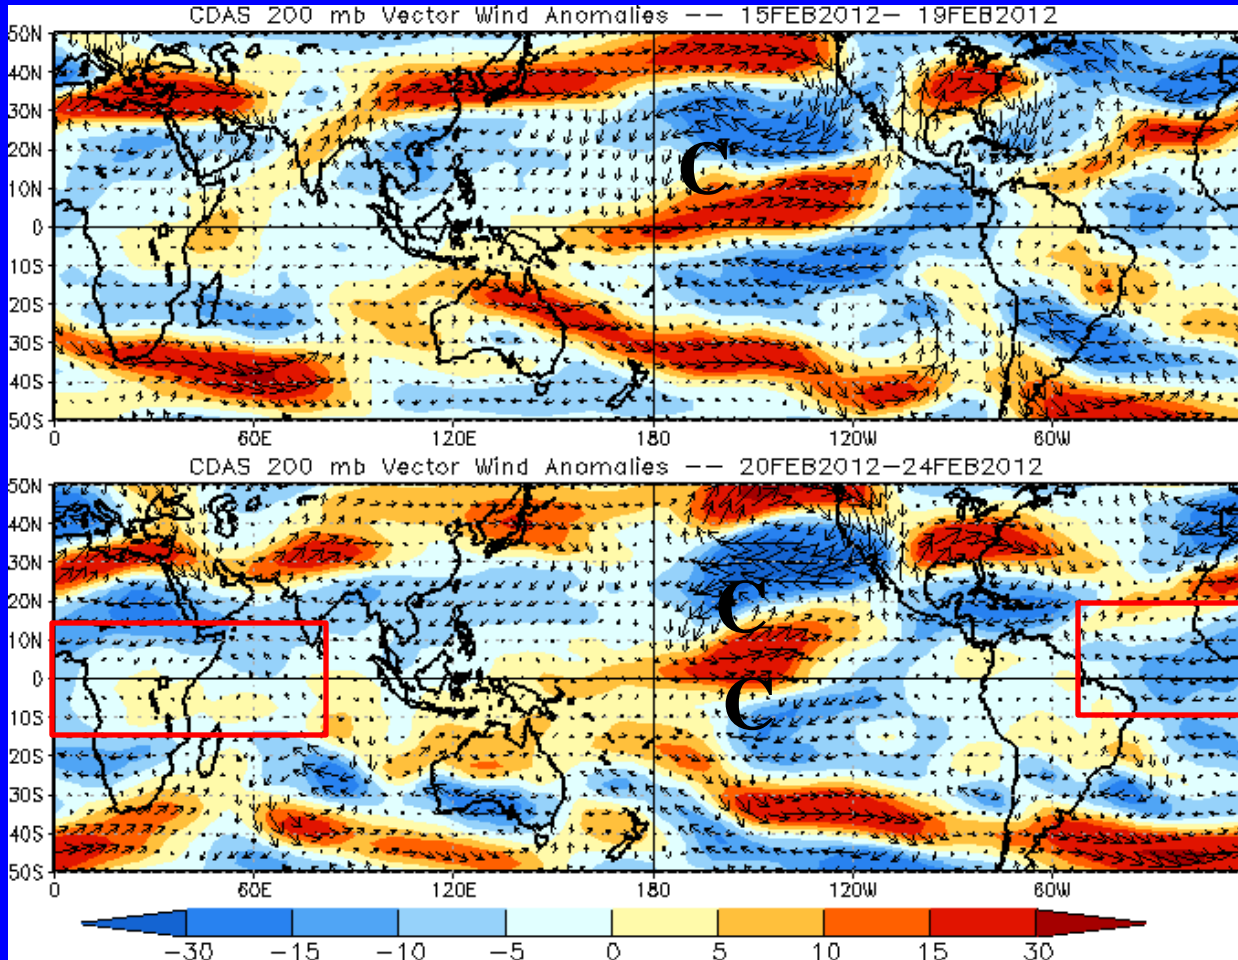 CDAS 200 mb Vector Wind Anomalies -- 15FEB2012- 19FEB2012
50N
40N
30N
20N
C
10N
0
10S
20S
30S
40S
50S
0 60E 120E 180 120W 60W
CDAS 200 mb Vector Wind Anomalies -- 20FEB2012-24FEB2012
50N
40N
30N
20N
C
10N
0
C
10S
20S
30S
40S
50S
0 60E 120E 180 120W 60W
-30 -15 -10 -5 0 5 10 15 30